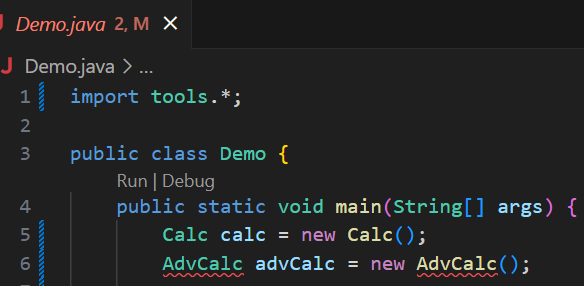 J Demo.java 2, M ×
J Demo.java > ...
1 import tools.*;
2
3 public class Demo {
Run | Debug
4 public static void main(String[] args) {
5 Calc calc = new Calc();
6 AdvCalc advCalc = new AdvCalc();